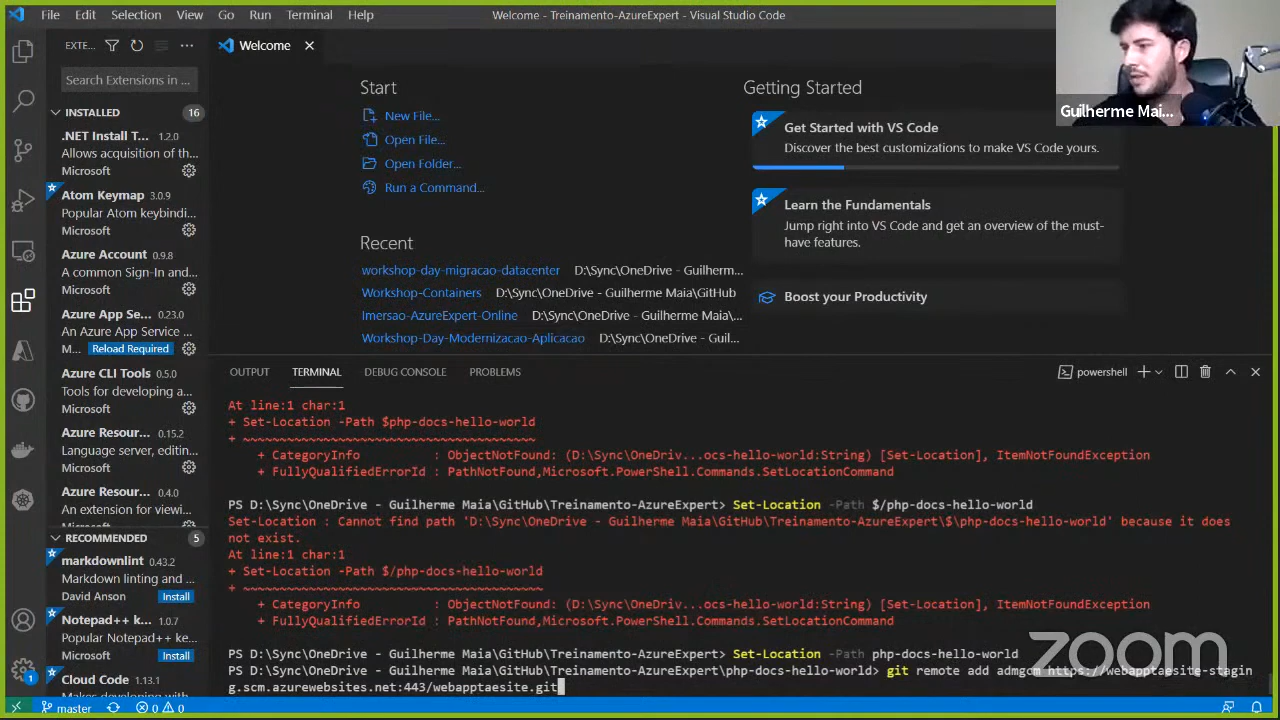 File Edit Selection View Go Run Terminal Help
Welcome - Treinamento-AzureExpert - Visual Studio Code
EXTE...
Welcome
Search Extensions in ...
INSTALLED 16
.NET Install T... 1.2.0
Allows acquisition of th...
Microsoft
Atom Keymap 3.0.9
Popular Atom keybindi...
Microsoft
Azure Account 0.9.8
A common Sign-In and...
Microsoft
Azure App Se... 0.23.0
An Azure App Service ...
M... Reload Required
Azure CLI Tools 0.5.0
Tools for developing a...
Microsoft
Azure Resour... 0.15.2
Language server, editin...
Microsoft
Azure Resour... 0.4.0
An extension for viewi...
RECOMMENDED 5
markdownlint 0.43.2
Markdown linting and ...
David Anson Install
Notepad++ k... 1.0.7
Popular Notepad++ ke...
Microsoft Install
Cloud Code 1.13.1
Start
New File...
Open File...
Open Folder...
Run a Command...
Recent
workshop-day-migracao-datacenter D:\Sync\OneDrive - Guilherm...
Workshop-Containers D:\Sync\OneDrive - Guilherme Maia\GitHub
Imersao-AzureExpert-Online D:\Sync\OneDrive - Guilherme Maia\...
Workshop-Day-Modernizacao-Aplicacao D:\Sync\OneDrive - Guil...
Getting Started
Get Started with VS Code
Discover the best customizations to make VS Code yours.
Learn the Fundamentals
Jump right into VS Code and get an overview of the must-
have features.
Boost your Productivity
Guilherme Mai...
OUTPUT TERMINAL DEBUG CONSOLE PROBLEMS
powershell
At line:1 char:1
+ Set-Location -Path $php-docs-hello-world
+ ~~~~~~~~~~~~~~~~~~~~~~~~~~~~~~~~~~~~~~~~
+ CategoryInfo : ObjectNotFound: (D:\Sync\OneDriv...ocs-hello-world:String) [Set-Location], ItemNotFoundException
+ FullyQualifiedErrorId : PathNotFound,Microsoft.PowerShell.Commands.SetLocationCommand
PS D:\Sync\OneDrive - Guilherme Maia\GitHub\Treinamento-AzureExpert> Set-Location -Path $/php-docs-hello-world
Set-Location : Cannot find path 'D:\Sync\OneDrive - Guilherme Maia\GitHub\Treinamento-AzureExpert\$\php-docs-hello-world' because it does
not exist.
At line:1 char:1
+ Set-Location -Path $/php-docs-hello-world
+ ~~~~~~~~~~~~~~~~~~~~~~~~~~~~~~~~~~~~~~~~~
+ CategoryInfo : ObjectNotFound: (D:\Sync\OneDriv...ocs-hello-world:String) [Set-Location], ItemNotFoundException
+ FullyQualifiedErrorId : PathNotFound,Microsoft.PowerShell.Commands.SetLocationCommand
PS D:\Sync\OneDrive - Guilherme Maia\GitHub\Treinamento-AzureExpert> Set-Location -Path php-docs-hello-world
PS D:\Sync\OneDrive - Guilherme Maia\GitHub\Treinamento-AzureExpert\php-docs-hello-world> git remote add admgcm https://webapptaesite-stagin
g.scm.azurewebsites.net:443/webapptaesite.git
zoom
master 0 0
1